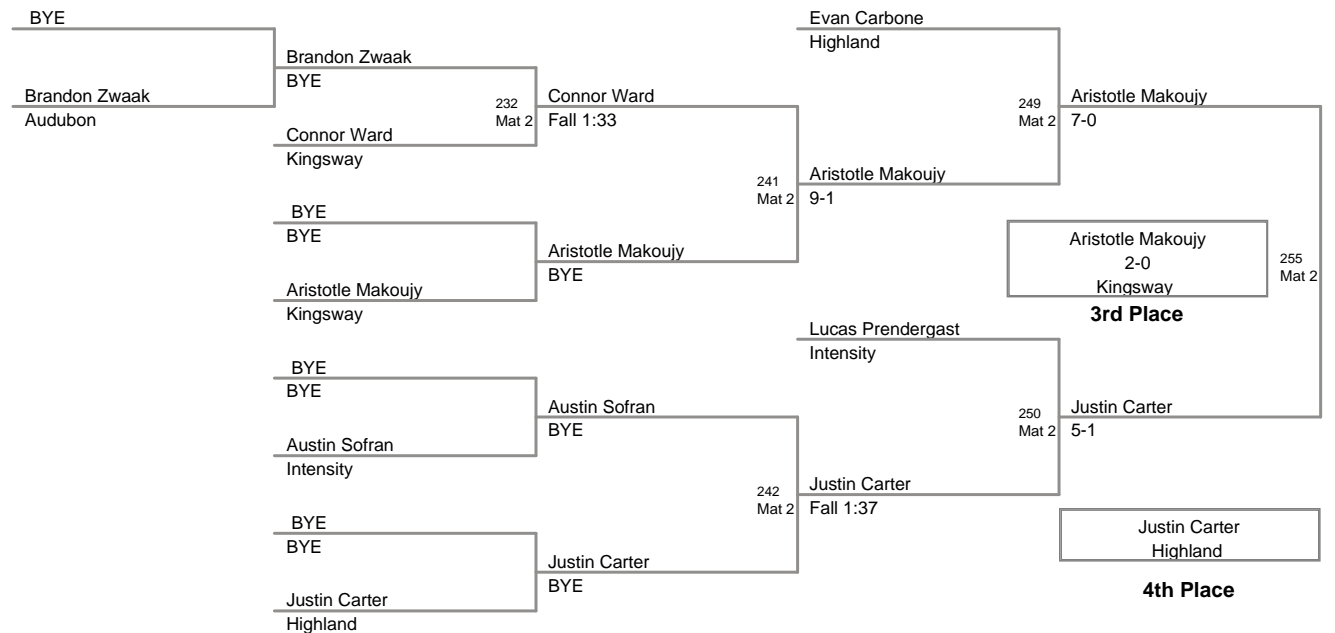 BYE
Brandon Zwaak
Audubon
Brandon Zwaak
BYE
Connor Ward
Kingsway
232
Mat 2
Connor Ward
Fall 1:33
BYE
BYE
Aristotle Makoujy
Kingsway
Aristotle Makoujy
BYE
241
Mat 2
Aristotle Makoujy
9-1
Evan Carbone
Highland
249
Mat 2
Aristotle Makoujy
7-0
Aristotle Makoujy
2-0
Kingsway
3rd Place
255
Mat 2
BYE
BYE
Austin Sofran
Intensity
Austin Sofran
BYE
BYE
BYE
Justin Carter
Highland
Justin Carter
BYE
242
Mat 2
Justin Carter
Fall 1:37
Lucas Prendergast
Intensity
250
Mat 2
Justin Carter
5-1
Justin Carter
Highland
4th Place